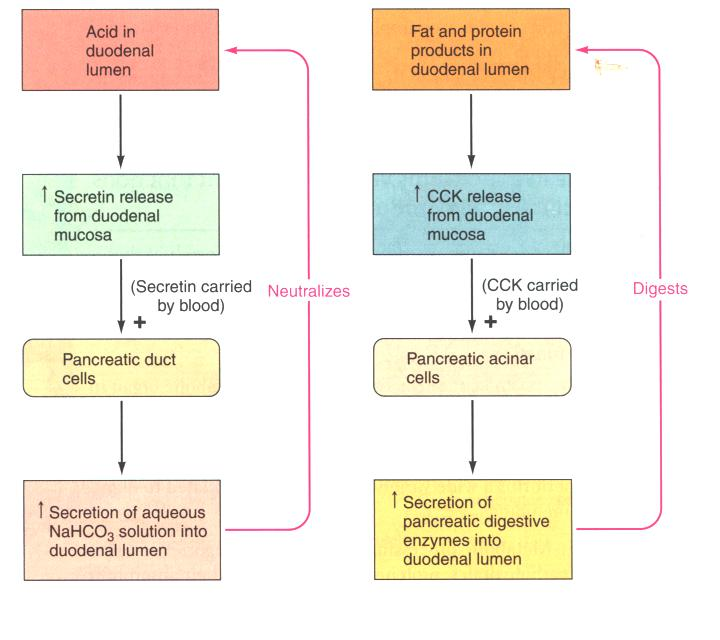 Acid in
duodenal
lumen
↑ Secretin release
from duodenal
mucosa
(Secretin carried
by blood)
+
Neutralizes
Pancreatic duct
cells
↑ Secretion of aqueous
NaHCO₃ solution into
duodenal lumen
Fat and protein
products in
duodenal lumen
↑ CCK release
from duodenal
mucosa
(CCK carried
by blood)
+
Digests
Pancreatic acinar
cells
↑ Secretion of
pancreatic digestive
enzymes into
duodenal lumen